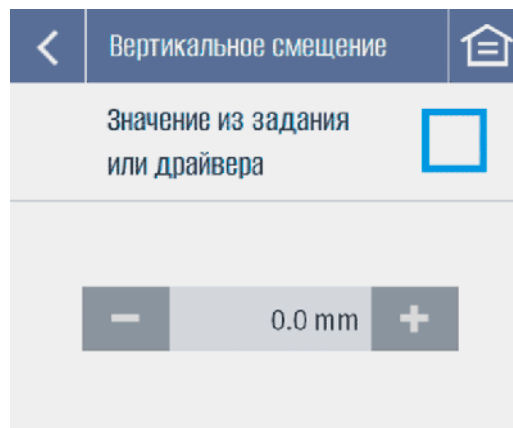 Вертикальное смещение
Значение из задания
или драйвера
− 0.0 mm +